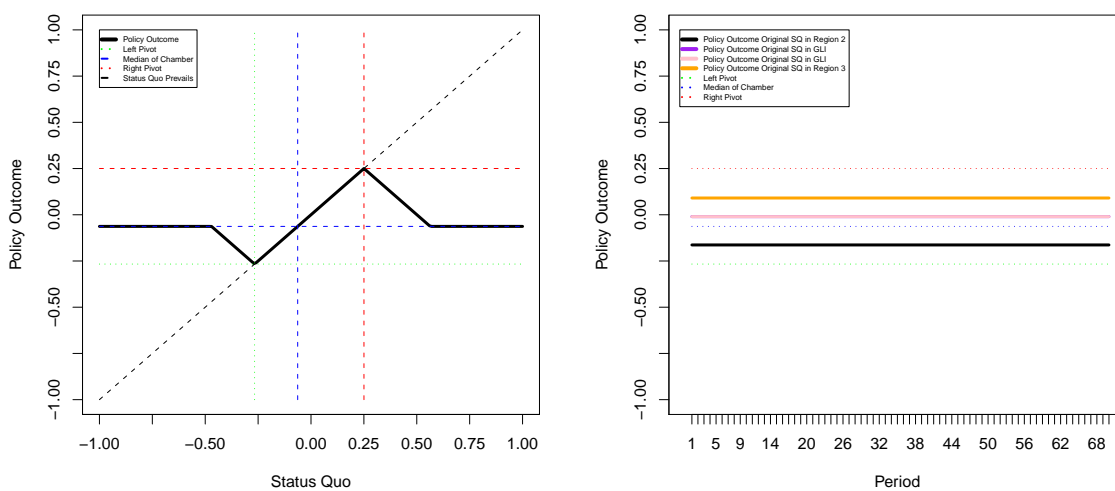 Policy Outcome
Left Pivot
Median of Chamber
Right Pivot
Status Quo Prevails
1.00
0.75
0.50
0.25
0.00
−0.50
−1.00
Policy Outcome
−1.00
−0.50
0.00
0.25
0.50
0.75
1.00
Status Quo
Policy Outcome Original SQ in Region 2
Policy Outcome Original SQ in GLI
Policy Outcome Original SQ in GLI
Policy Outcome Original SQ in Region 3
Left Pivot
Median of Chamber
Right Pivot
1.00
0.75
0.50
0.25
0.00
−0.50
−1.00
Policy Outcome
1
5
9
14
20
26
32
38
44
50
56
62
68
Period